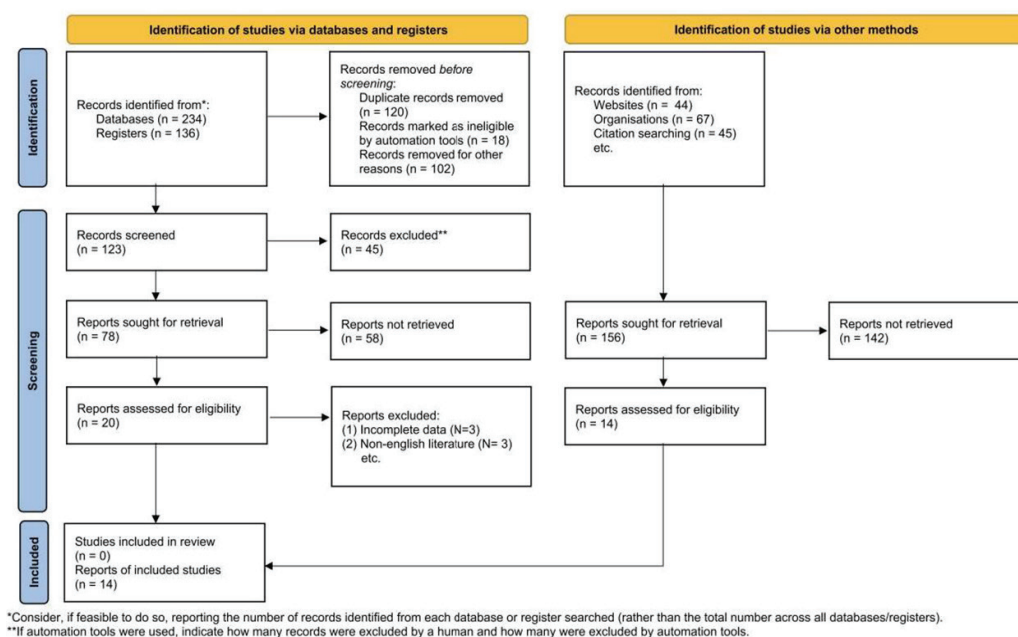 Identification of studies via databases and registers
Identification of studies via other methods
Identification
Records identified from*:
Databases (n = 234)
Registers (n = 136)
Records removed before
screening:
Duplicate records removed
(n = 120)
Records marked as ineligible
by automation tools (n = 18)
Records removed for other
reasons (n = 102)
Records identified from:
Websites (n = 44)
Organisations (n = 67)
Citation searching (n = 45)
etc.
Screening
Records screened
(n = 123)
Records excluded**
(n = 45)
Reports sought for retrieval
(n = 78)
Reports not retrieved
(n = 58)
Reports sought for retrieval
(n = 156)
Reports not retrieved
(n = 142)
Reports assessed for eligibility
(n = 20)
Reports excluded:
(1) Incomplete data (N=3)
(2) Non-english literature (N= 3)
etc.
Reports assessed for eligibility
(n = 14)
Included
Studies included in review
(n = 0)
Reports of included studies
(n = 14)
*Consider, if feasible to do so, reporting the number of records identified from each database or register searched (rather than the total number across all databases/registers).
**If automation tools were used, indicate how many records were excluded by a human and how many were excluded by automation tools.